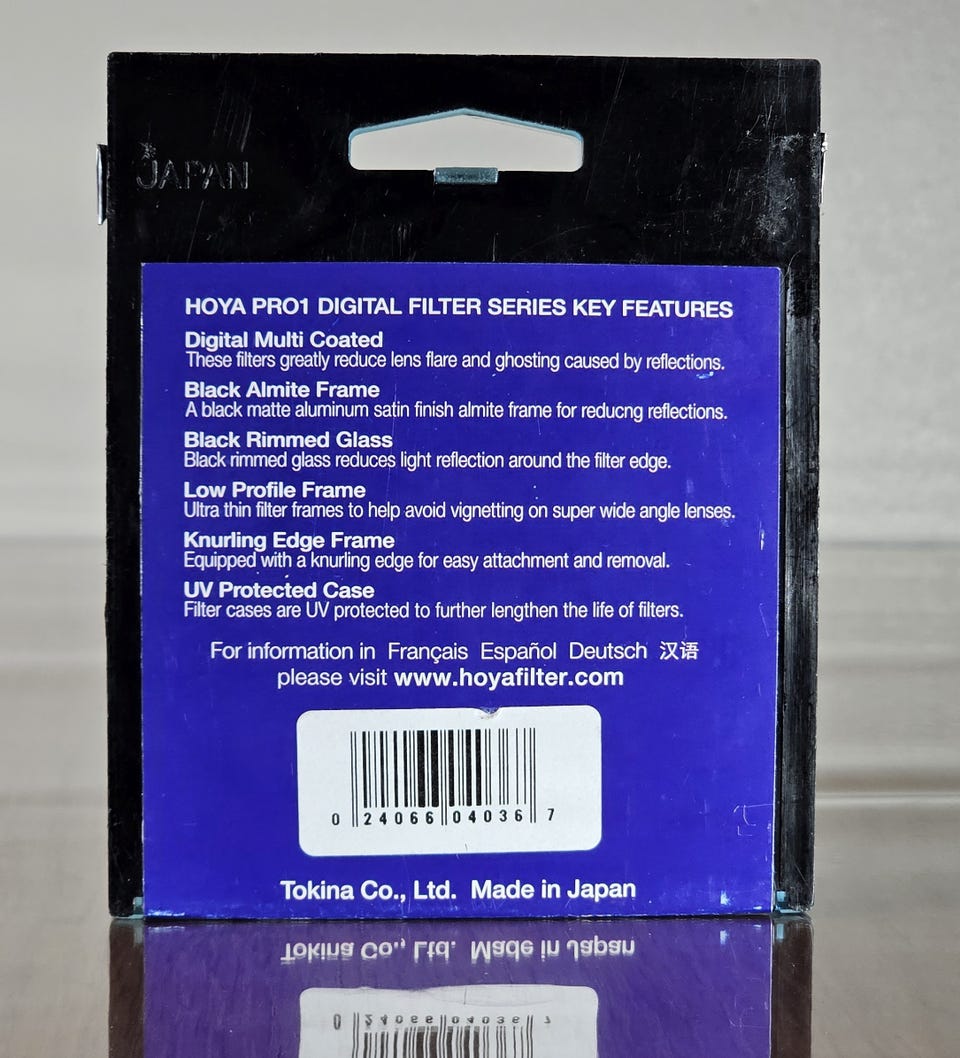 JAPAN
HOYA PRO1 DIGITAL FILTER SERIES KEY FEATURES
Digital Multi Coated
These filters greatly reduce lens flare and ghosting caused by reflections.
Black Almite Frame
A black matte aluminum satin finish almite frame for reducng reflections.
Black Rimmed Glass
Black rimmed glass reduces light reflection around the filter edge.
Low Profile Frame
Ultra thin filter frames to help avoid vignetting on super wide angle lenses.
Knurling Edge Frame
Equipped with a knurling edge for easy attachment and removal.
UV Protected Case
Filter cases are UV protected to further lengthen the life of filters.
For information in Français Español Deutsch 汉语
please visit www.hoyafilter.com
0 24066 04036 7
Tokina Co., Ltd. Made in Japan